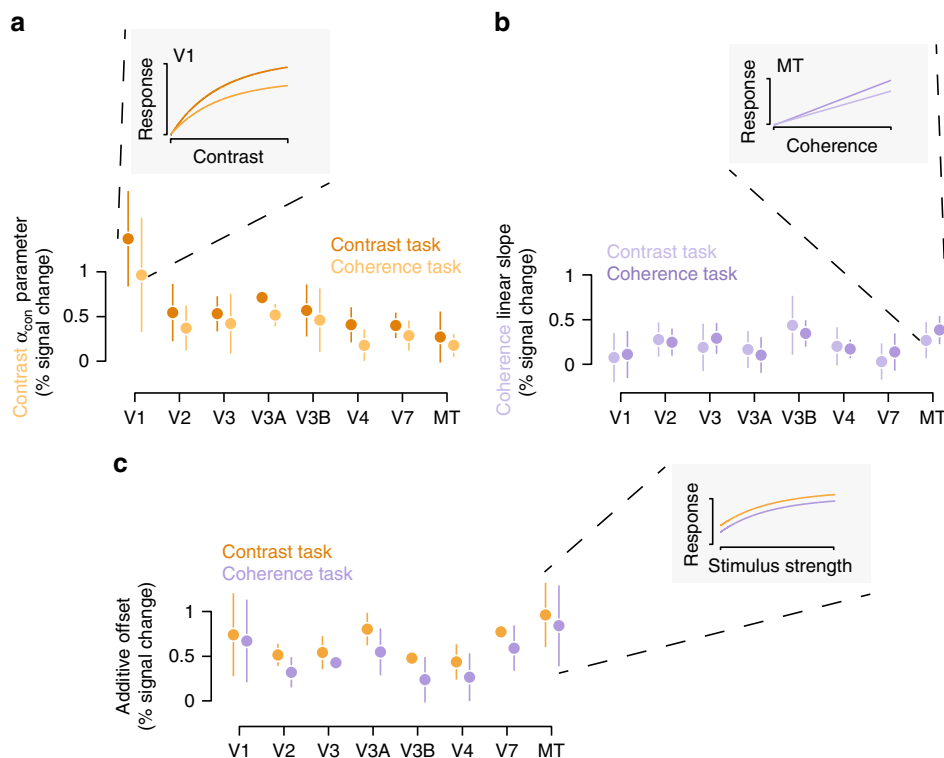 a
V1
Response
Contrast
Contrast task
Coherence task
Contrast αcon parameter
(% signal change)
1
0.5
0
V1 V2 V3 V3A V3B V4 V7 MT
b
MT
Response
Coherence
Contrast task
Coherence task
Coherence linear slope
(% signal change)
1
0.5
0
V1 V2 V3 V3A V3B V4 V7 MT
c
Response
Stimulus strength
Contrast task
Coherence task
Additive offset
(% signal change)
1
0.5
0
V1 V2 V3 V3A V3B V4 V7 MT